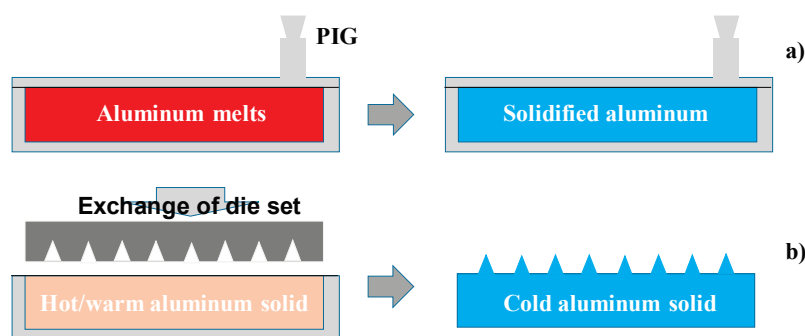 PIG
a)
Aluminum melts
Solidified aluminum
Exchange of die set
b)
Hot/warm aluminum solid
Cold aluminum solid